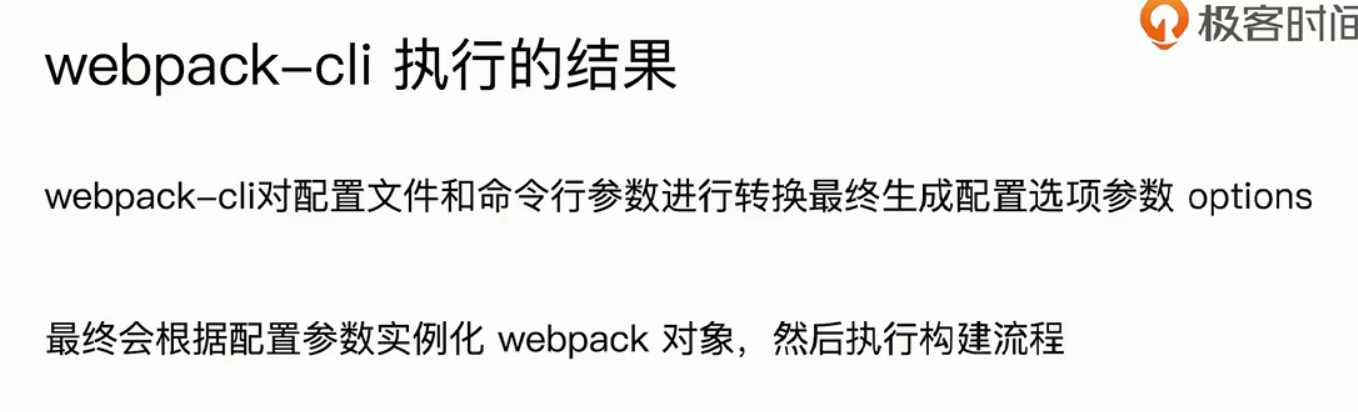 极客时间
webpack-cli 执行的结果
webpack-cli对配置文件和命令行参数进行转换最终生成配置选项参数 options
最终会根据配置参数实例化 webpack 对象，然后执行构建流程